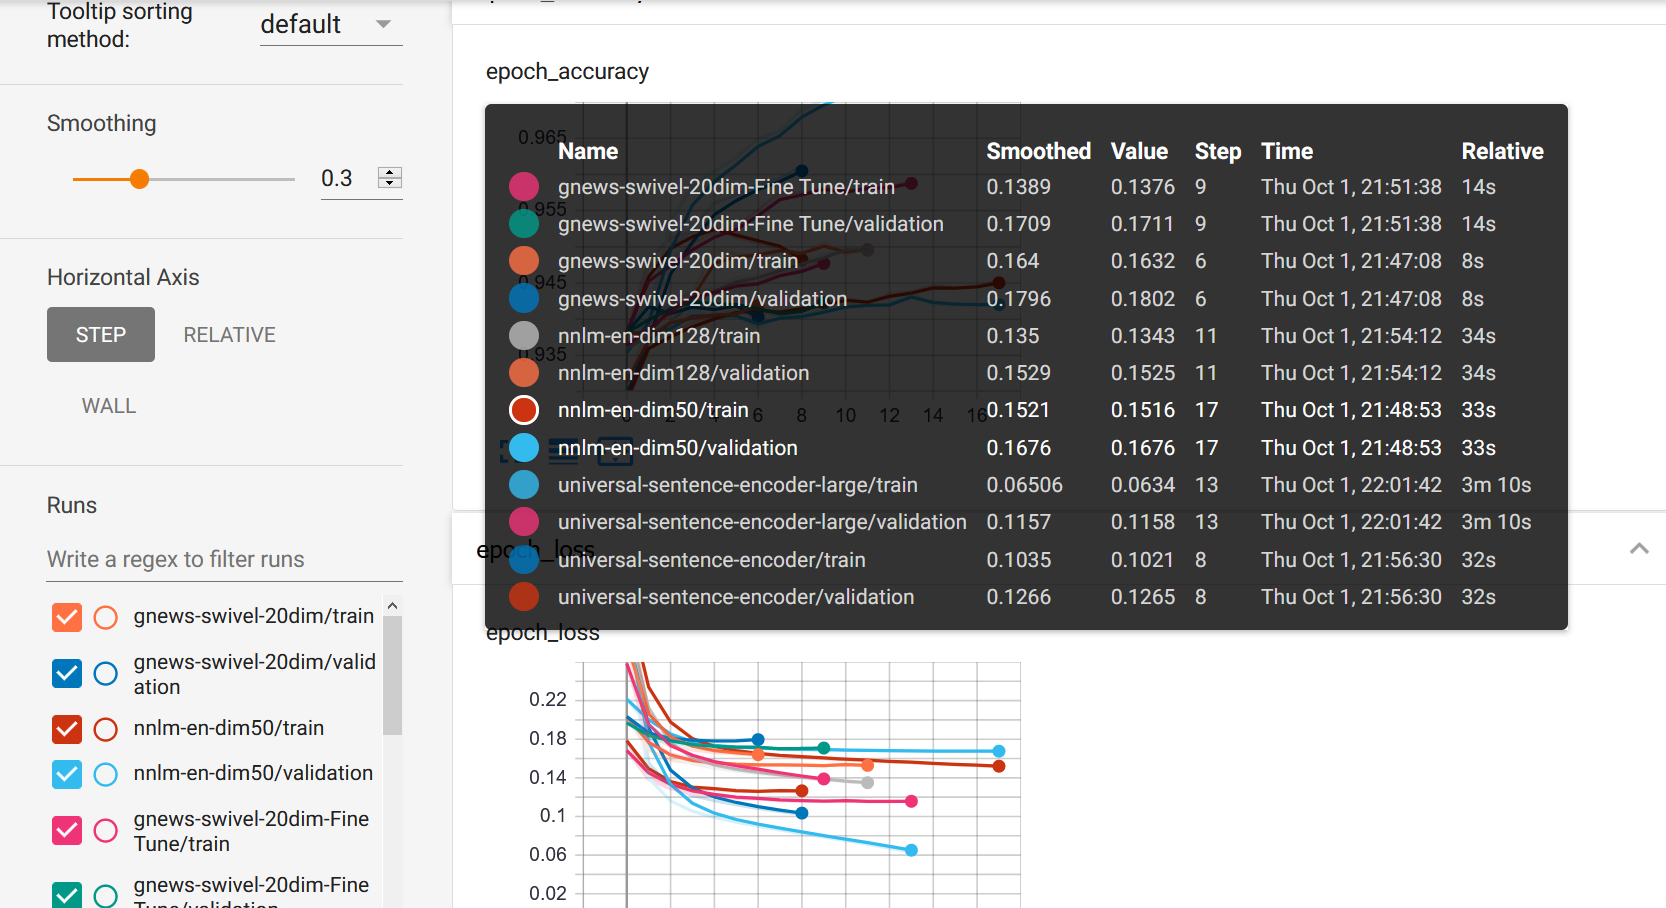 Tooltip sorting
method:
default
Smoothing
0.3
Horizontal Axis
STEP
RELATIVE
WALL
Runs
Write a regex to filter runs
gnews-swivel-20dim/train
gnews-swivel-20dim/valid
ation
nnlm-en-dim50/train
nnlm-en-dim50/validation
gnews-swivel-20dim-Fine
Tune/train
gnews-swivel-20dim-Fine
epoch_accuracy
0.965
0.955
0.945
0.935
6 8 10 12 14 16
Name Smoothed Value Step Time Relative
gnews-swivel-20dim-Fine Tune/train 0.1389 0.1376 9 Thu Oct 1, 21:51:38 14s
gnews-swivel-20dim-Fine Tune/validation 0.1709 0.1711 9 Thu Oct 1, 21:51:38 14s
gnews-swivel-20dim/train 0.164 0.1632 6 Thu Oct 1, 21:47:08 8s
gnews-swivel-20dim/validation 0.1796 0.1802 6 Thu Oct 1, 21:47:08 8s
nnlm-en-dim128/train 0.135 0.1343 11 Thu Oct 1, 21:54:12 34s
nnlm-en-dim128/validation 0.1529 0.1525 11 Thu Oct 1, 21:54:12 34s
nnlm-en-dim50/train 0.1521 0.1516 17 Thu Oct 1, 21:48:53 33s
nnlm-en-dim50/validation 0.1676 0.1676 17 Thu Oct 1, 21:48:53 33s
universal-sentence-encoder-large/train 0.06506 0.0634 13 Thu Oct 1, 22:01:42 3m 10s
universal-sentence-encoder-large/validation 0.1157 0.1158 13 Thu Oct 1, 22:01:42 3m 10s
universal-sentence-encoder/train 0.1035 0.1021 8 Thu Oct 1, 21:56:30 32s
universal-sentence-encoder/validation 0.1266 0.1265 8 Thu Oct 1, 21:56:30 32s
epoch_loss
epoch_loss
0.22
0.18
0.14
0.1
0.06
0.02